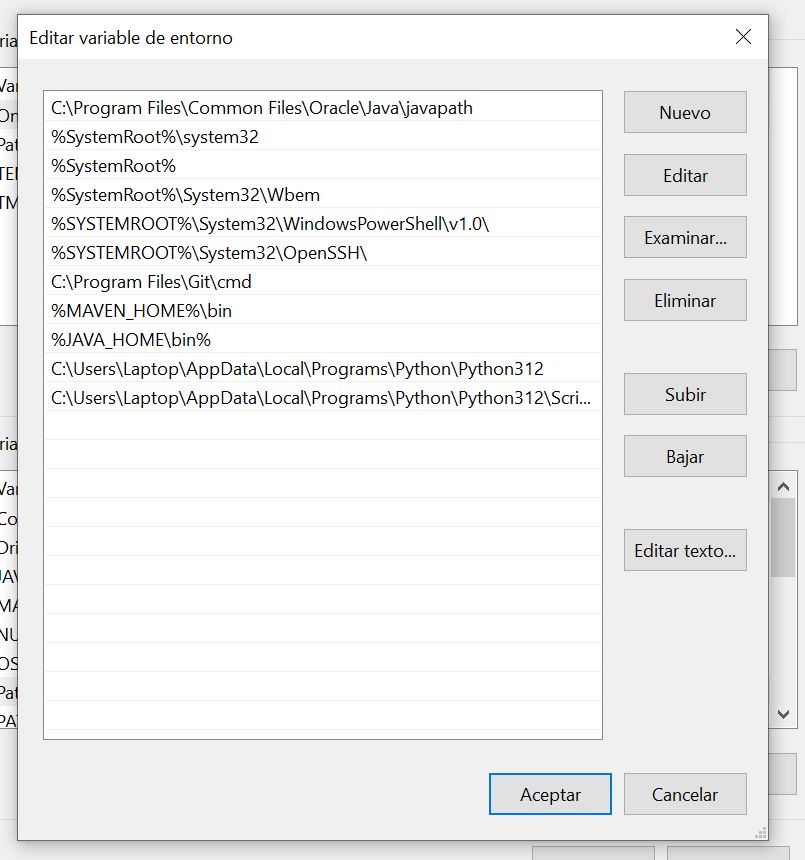 Editar variable de entorno
C:\Program Files\Common Files\Oracle\Java\javapath
%SystemRoot%\system32
%SystemRoot%
%SystemRoot%\System32\Wbem
%SYSTEMROOT%\System32\WindowsPowerShell\v1.0\
%SYSTEMROOT%\System32\OpenSSH\
C:\Program Files\Git\cmd
%MAVEN_HOME%\bin
%JAVA_HOME\bin%
C:\Users\Laptop\AppData\Local\Programs\Python\Python312
C:\Users\Laptop\AppData\Local\Programs\Python\Python312\Scri...
Nuevo
Editar
Examinar...
Eliminar
Subir
Bajar
Editar texto...
Aceptar
Cancelar